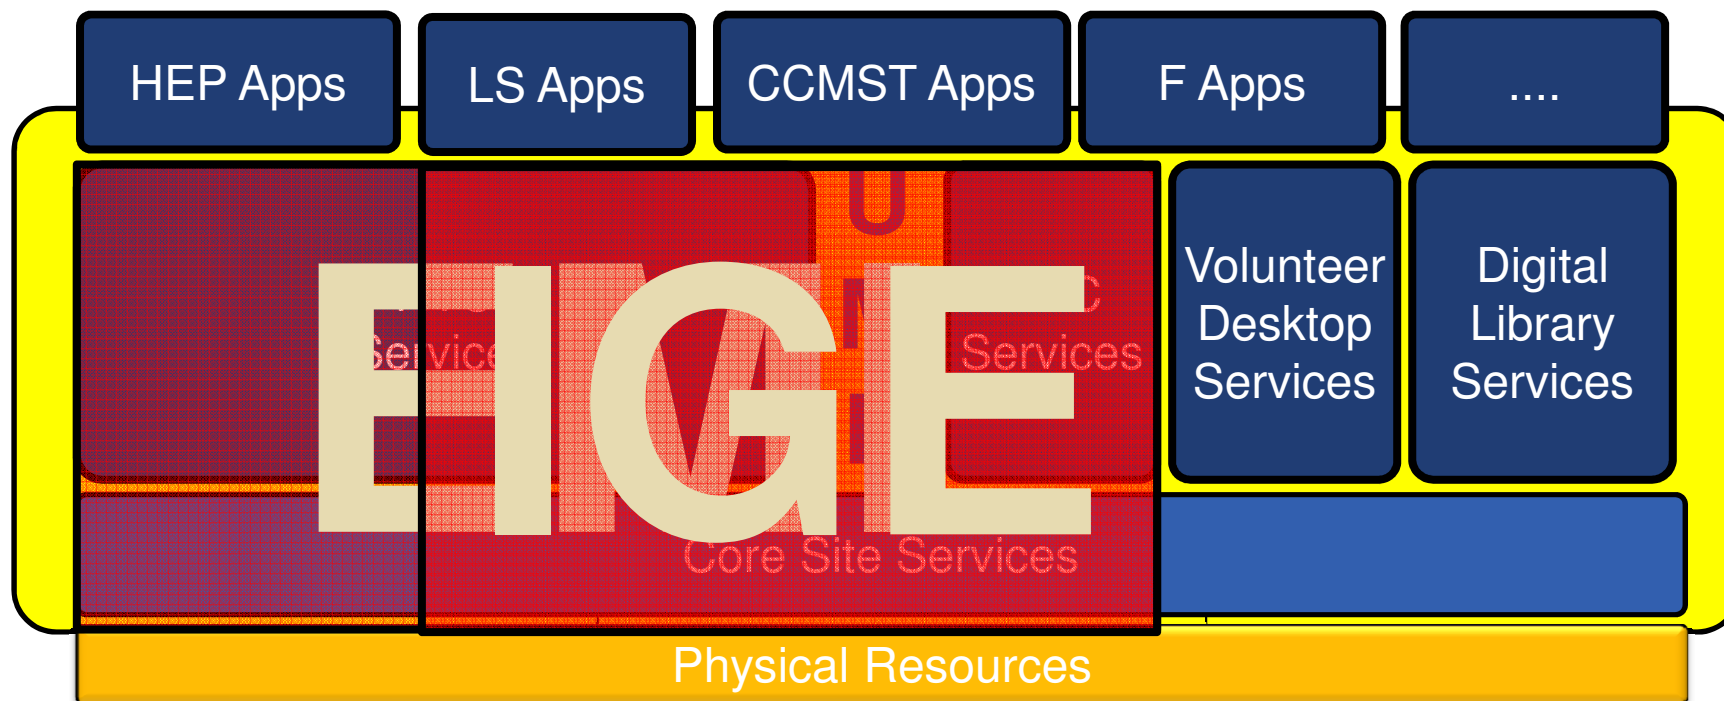 HEP Apps
LS Apps
CCMST Apps
F Apps
....
U
Volunteer
Desktop
Services
Digital
Library
Services
Services
IGE
Core Site Services
Physical Resources